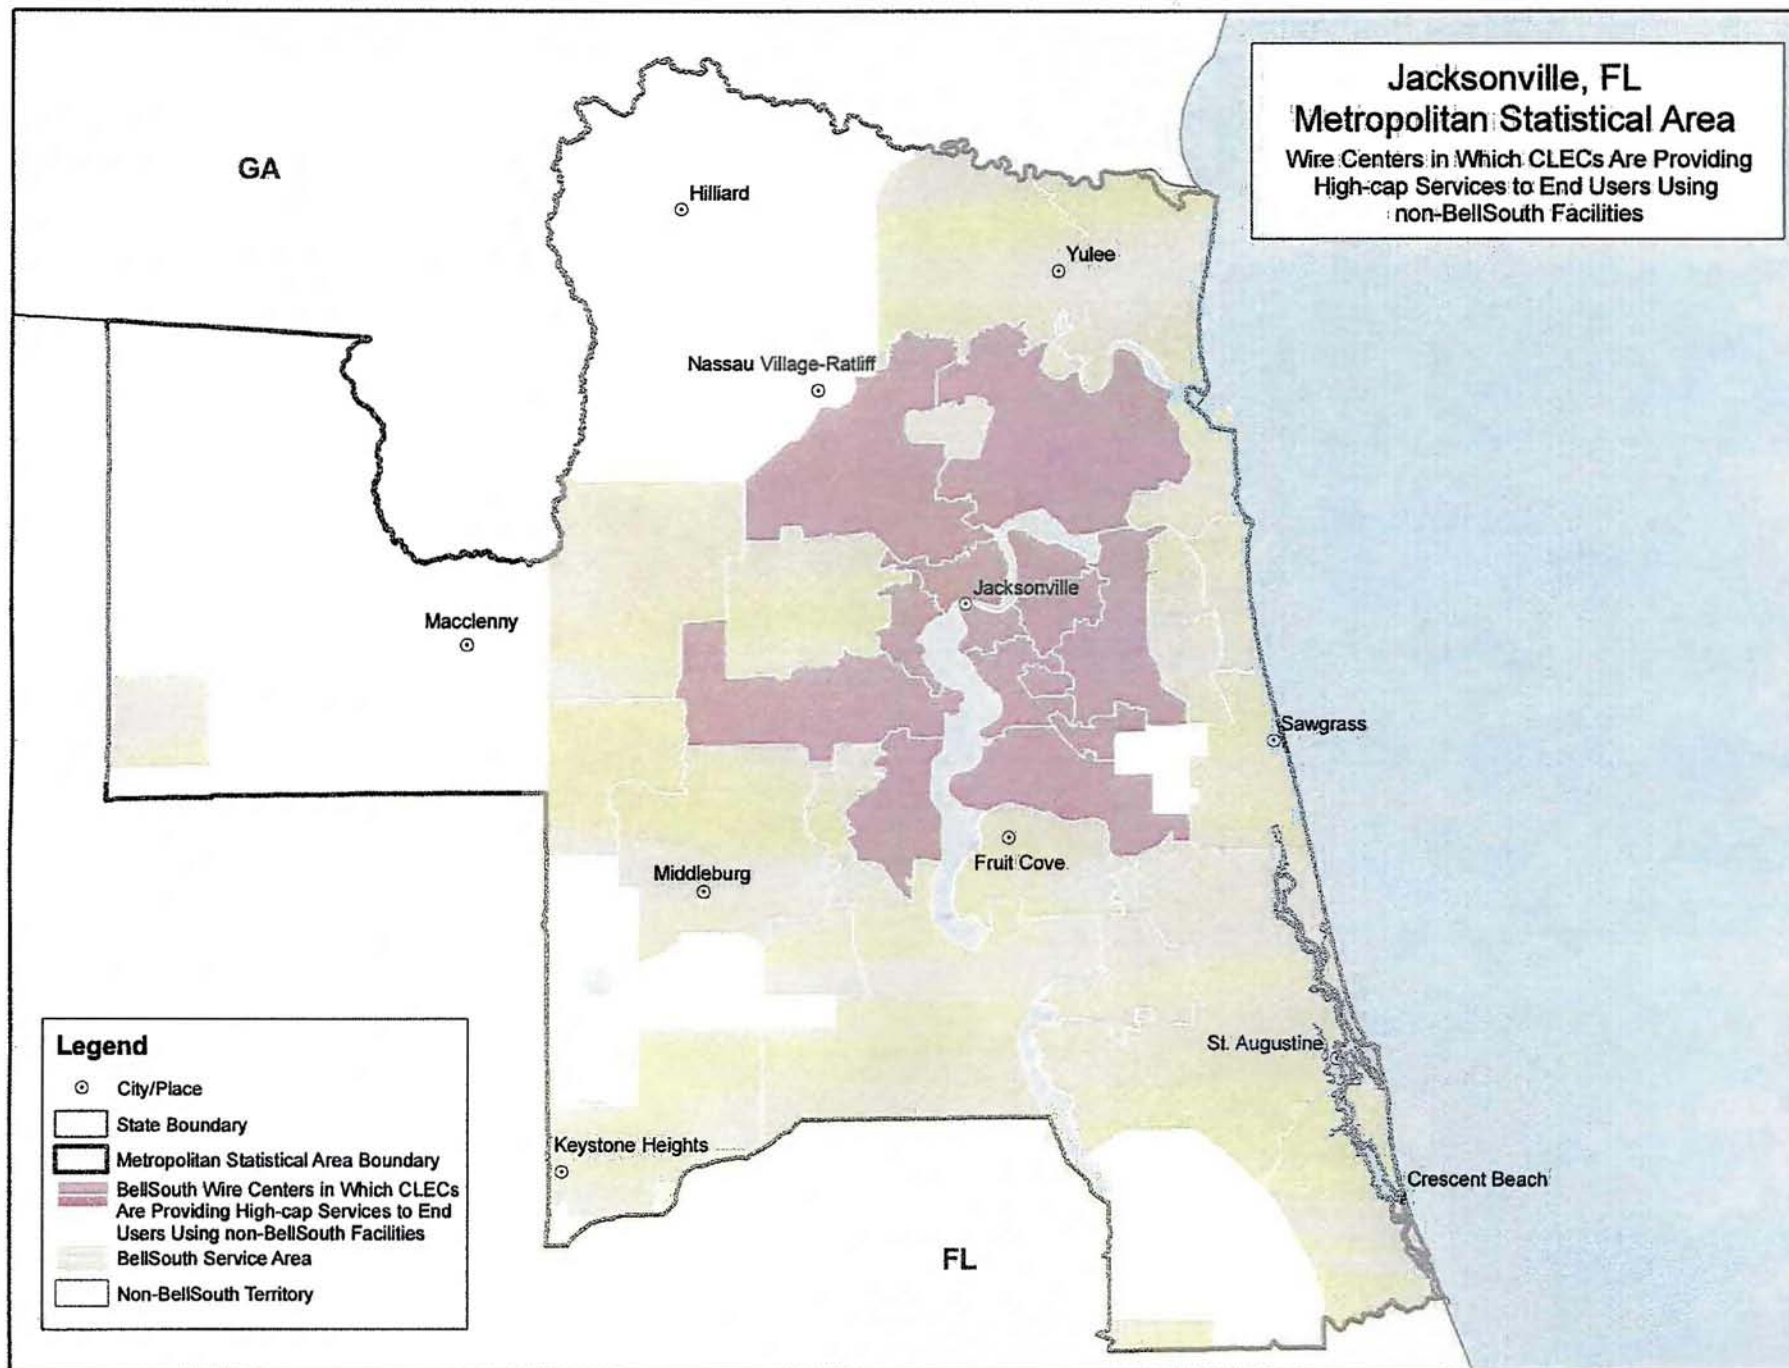 Jacksonville, FL
Metropolitan Statistical Area
Wire Centers in Which CLECs Are Providing
High-cap Services to End Users Using
non-BellSouth Facilities
GA
Hilliard
Yulee
Nassau Village-Ratliff
Jacksonville
Macclenny
Sawgrass
Fruit Cove
Middleburg
St. Augustine
Keystone Heights
Crescent Beach
FL
Legend
City/Place
State Boundary
Metropolitan Statistical Area Boundary
BellSouth Wire Centers in Which CLECs
Are Providing High-cap Services to End
Users Using non-BellSouth Facilities
BellSouth Service Area
Non-BellSouth Territory